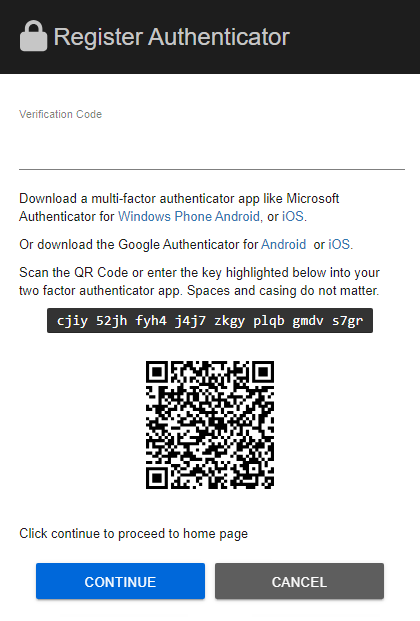 Register Authenticator
Verification Code
Download a multi-factor authenticator app like Microsoft
Authenticator for Windows Phone Android, or iOS.
Or download the Google Authenticator for Android or iOS.
Scan the QR Code or enter the key highlighted below into your
two factor authenticator app. Spaces and casing do not matter.
cjiy 52jh fyh4 j4j7 zkgy plqb gmdv s7gr
Click continue to proceed to home page
CONTINUE
CANCEL